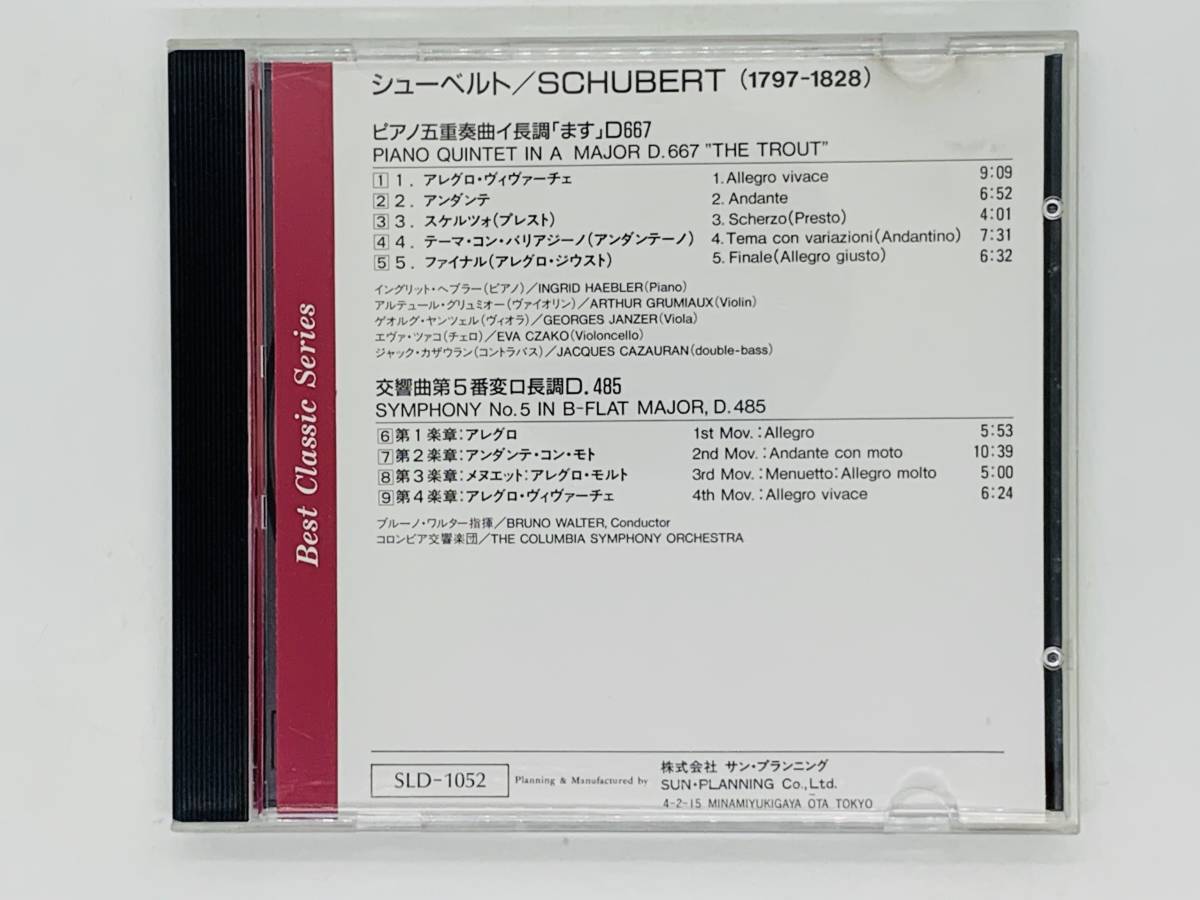 シューベルト／SCHUBERT (1797-1828)
ピアノ五重奏曲イ長調「ます」D667
PIANO QUINTET IN A MAJOR D.667 "THE TROUT"
1 1. アレグロ・ヴィヴァーチェ 1.Allegro vivace 9:09
2 2. アンダンテ 2. Andante 6:52
3 3. スケルツォ(プレスト) 3.Scherzo(Presto) 4:01
4 4. テーマ・コン・バリアジーノ(アンダンテーノ) 4.Tema con variazioni(Andantino) 7:31
5 5. ファイナル(アレグロ・ジウスト) 5. Finale(Allegro giusto) 6:32
イングリット・ヘブラー(ピアノ)／INGRID HAEBLER(Piano)
アルテュール・グリュミオー(ヴァイオリン)／ARTHUR GRUMIAUX(Violin)
ゲオルグ・ヤンツェル(ヴィオラ)／GEORGES JANZER(Viola)
エヴァ・ツァコ(チェロ)／EVA CZAKO(Violoncello)
ジャック・カザウラン(コントラバス)／JACQUES CAZAURAN(double-bass)
交響曲第5番変ロ長調D.485
SYMPHONY No.5 IN B-FLAT MAJOR, D.485
6 第1楽章:アレグロ 1st Mov.:Allegro 5:53
7 第2楽章:アンダンテ・コン・モト 2nd Mov.:Andante con moto 10:39
8 第3楽章:メヌエット:アレグロ・モルト 3rd Mov.:Menuetto:Allegro molto 5:00
9 第4楽章:アレグロ・ヴィヴァーチェ 4th Mov.:Allegro vivace 6:24
ブルーノ・ワルター指揮／BRUNO WALTER, Conductor
コロンビア交響楽団／THE COLUMBIA SYMPHONY ORCHESTRA
Best Classic Series
SLD-1052 Planning & Manufactured by
株式会社 サン・プランニング
SUN・PLANNING Co.,Ltd.
4-2-15 MINAMIYUKIGAYA OTA TOKYO